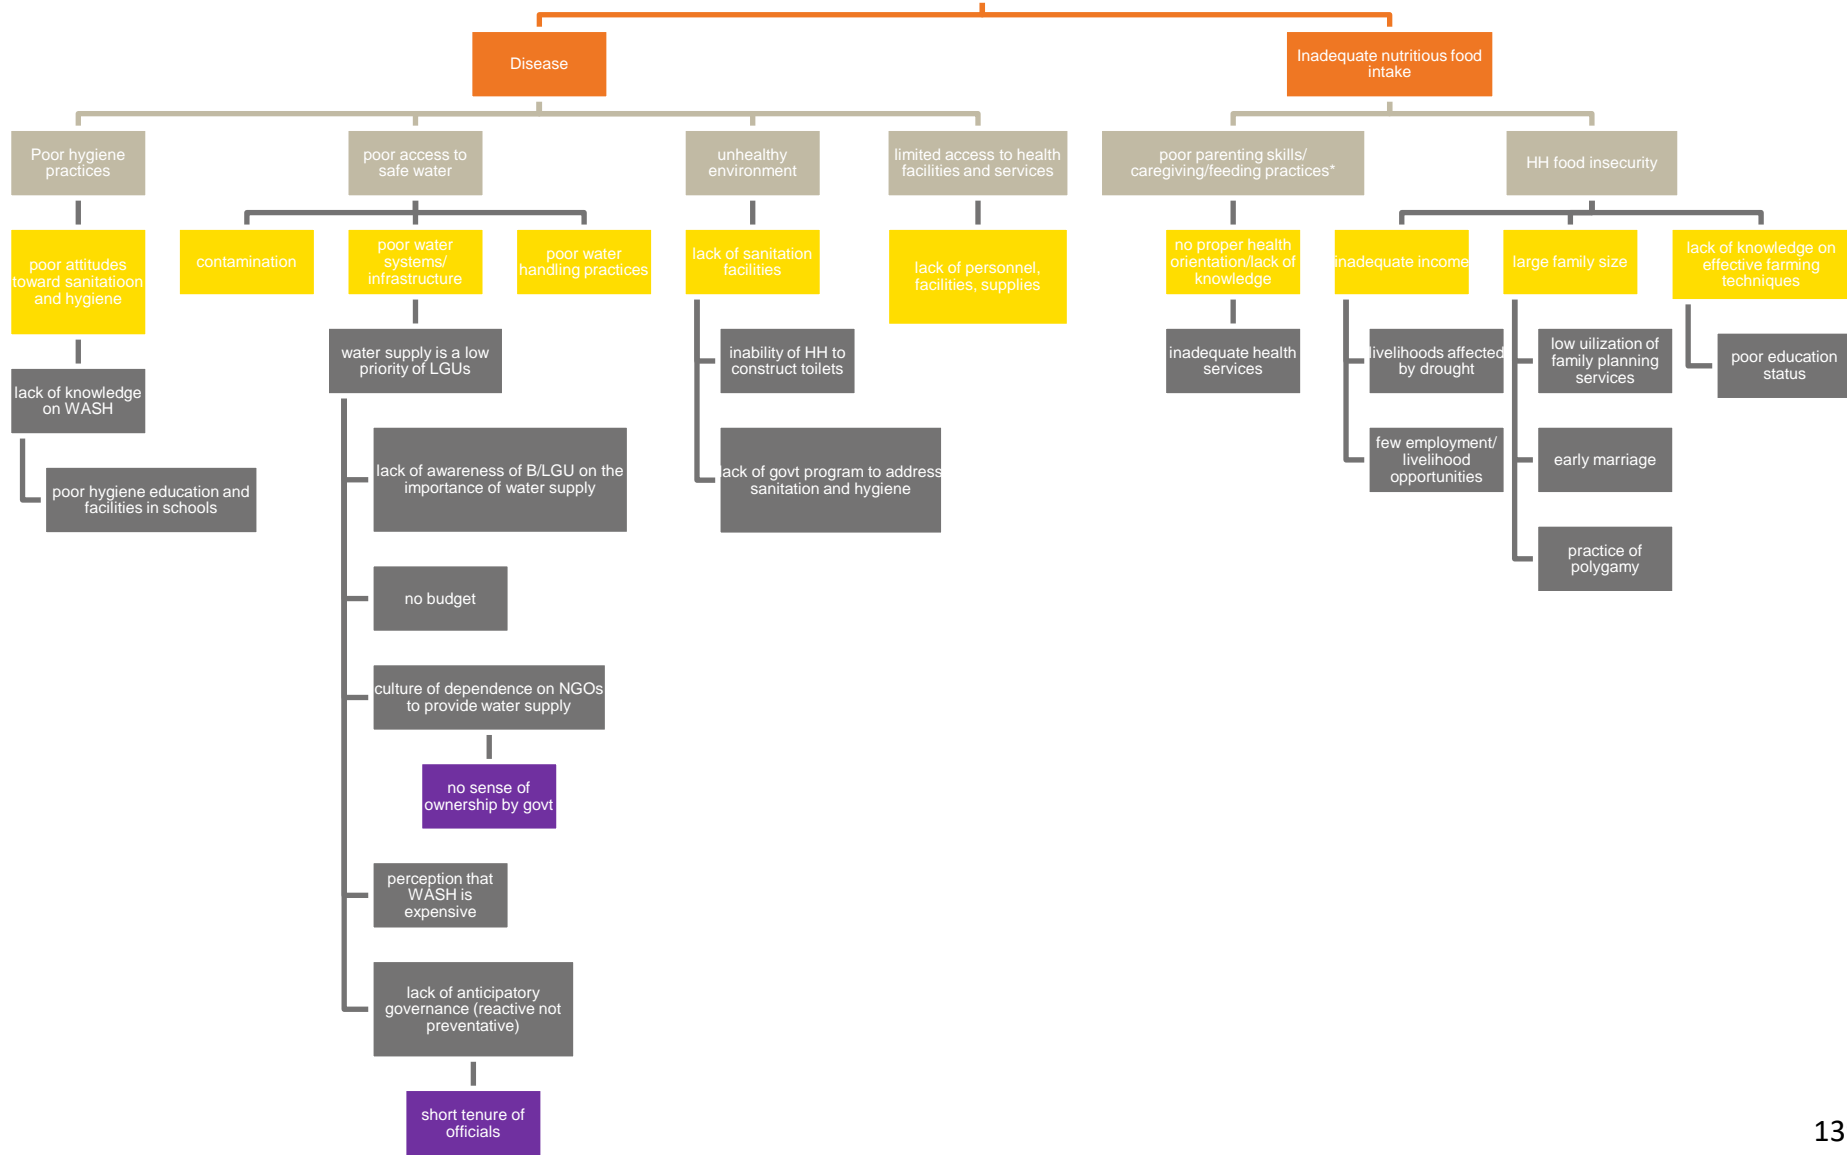 Disease
Inadequate nutritious food
intake
Poor hygiene
practices
poor access to
safe water
unhealthy
environment
limited access to health
facilities and services
poor parenting skills/
caregiving/feeding practices*
HH food insecurity
poor attitudes
toward sanitatioon
and hygiene
contamination
poor water
systems/
infrastructure
poor water
handling practices
lack of sanitation
facilities
lack of personnel,
facilities, supplies
no proper health
orientation/lack of
knowledge
inadequate income
large family size
lack of knowledge on
effective farming
techniques
lack of knowledge
on WASH
water supply is a low
priority of LGUs
inability of HH to
construct toilets
inadequate health
services
livelihoods affected
by drought
low uilization of
family planning
services
poor education
status
poor hygiene education and
facilities in schools
lack of awareness of B/LGU on the
importance of water supply
lack of govt program to address
sanitation and hygiene
few employment/
livelihood
opportunities
early marriage
no budget
practice of
polygamy
culture of dependence on NGOs
to provide water supply
no sense of
ownership by govt
perception that
WASH is
expensive
lack of anticipatory
governance (reactive not
preventative)
short tenure of
officials
13